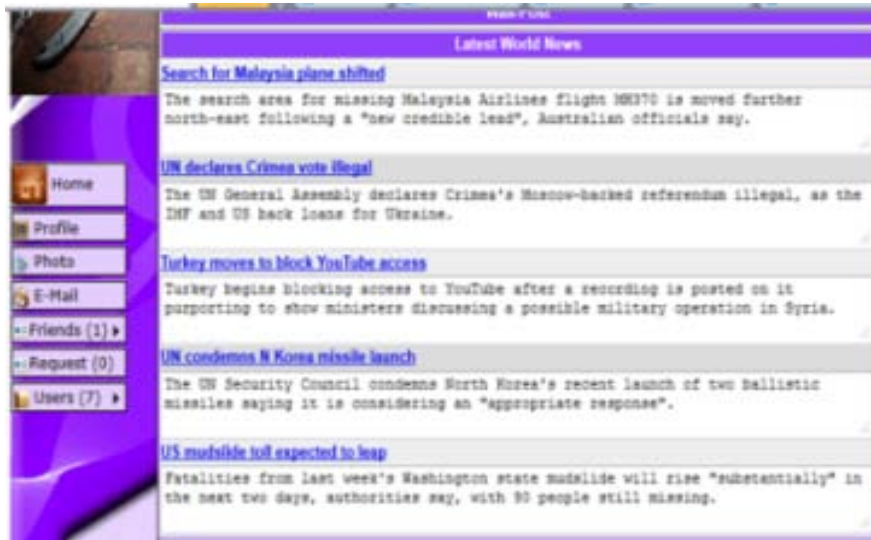 Latest World News
Search for Malaysia plane shifted
The search area for missing Malaysia Airlines flight MH370 is moved further
north-east following a "new credible lead", Australian officials say.
UN declares Crimea vote illegal
The UN General Assembly declares Crimea's Moscow-backed referendum illegal, as the
IMF and US back loans for Ukraine.
Turkey moves to block YouTube access
Turkey begins blocking access to YouTube after a recording is posted on it
purporting to show ministers discussing a possible military operation in Syria.
UN condemns N Korea missile launch
The UN Security Council condemns North Korea's recent launch of two ballistic
missiles saying it is considering an "appropriate response".
US mudslide toll expected to leap
Fatalities from last week's Washington state mudslide will rise "substantially" in
the next two days, authorities say, with 90 people still missing.
Home
Profile
Photo
E-Mail
Friends (1)
Request (0)
Users (7)